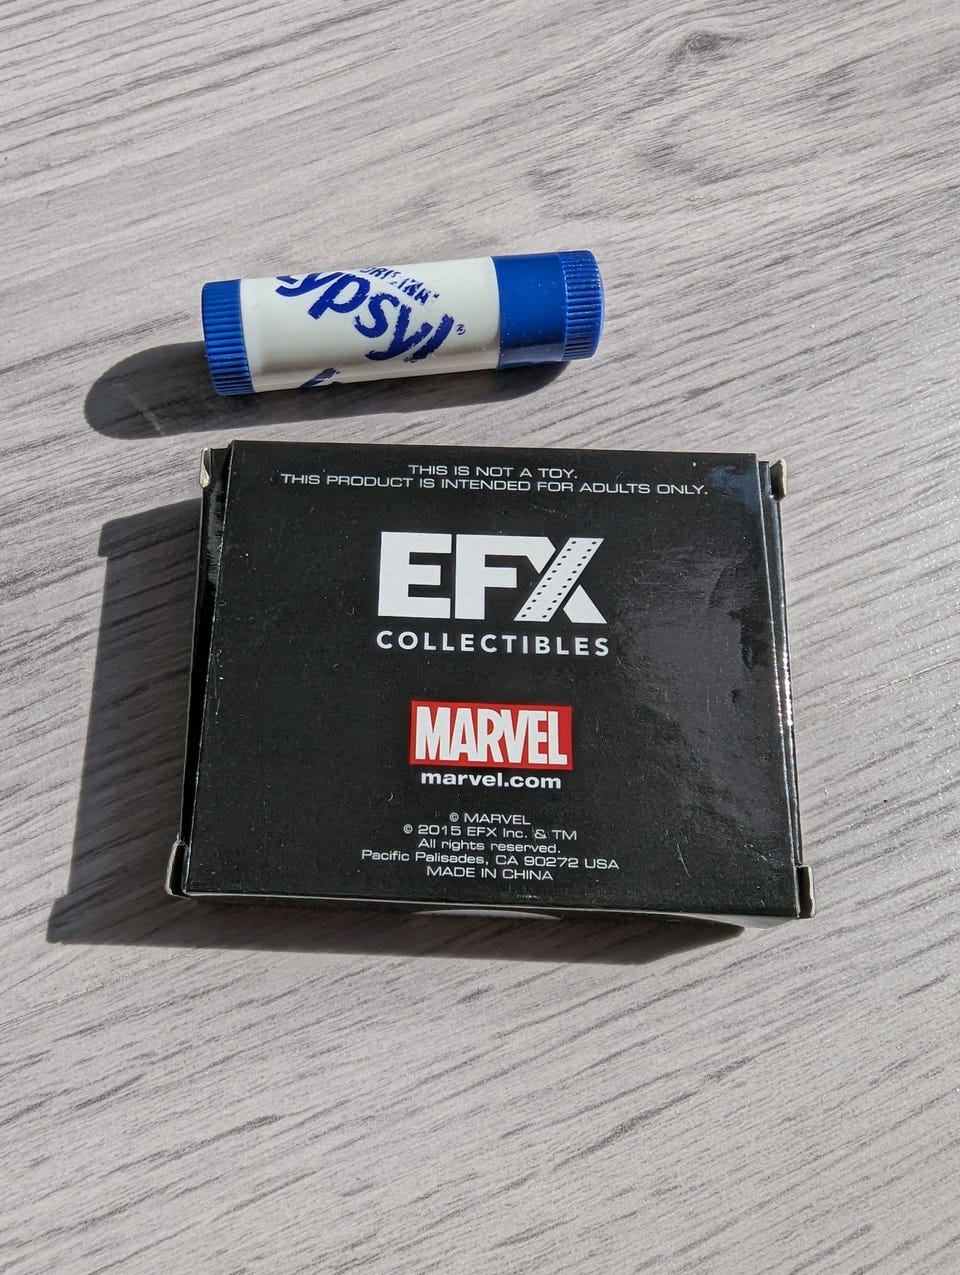 ORIGINAL
ypsyl®
THIS IS NOT A TOY.
THIS PRODUCT IS INTENDED FOR ADULTS ONLY.
EFX
COLLECTIBLES
MARVEL
marvel.com
© MARVEL
© 2015 EFX Inc. & TM
All rights reserved.
Pacific Palisades, CA 90272 USA
MADE IN CHINA